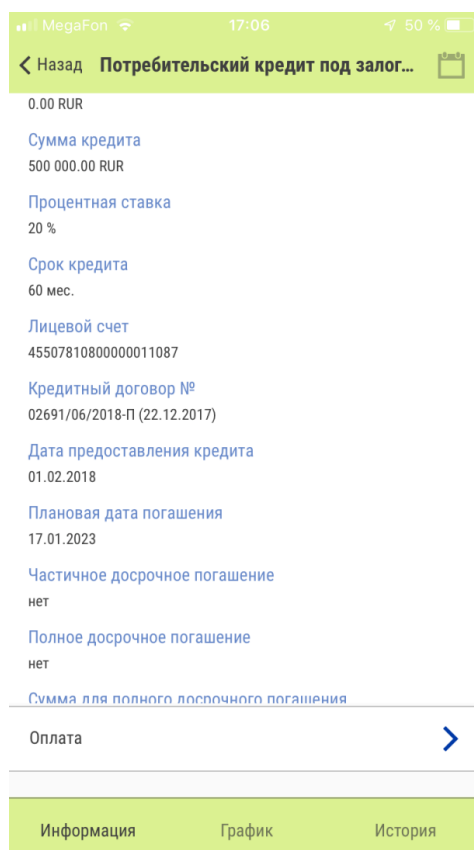 MegaFon 17:06 50 %
Назад Потребительский кредит под залог...
0.00 RUR
Сумма кредита
500 000.00 RUR
Процентная ставка
20 %
Срок кредита
60 мес.
Лицевой счет
45507810800000011087
Кредитный договор №
02691/06/2018-П (22.12.2017)
Дата предоставления кредита
01.02.2018
Плановая дата погашения
17.01.2023
Частичное досрочное погашение
нет
Полное досрочное погашение
нет
Сумма для полного досрочного погашения
Оплата
Информация График История